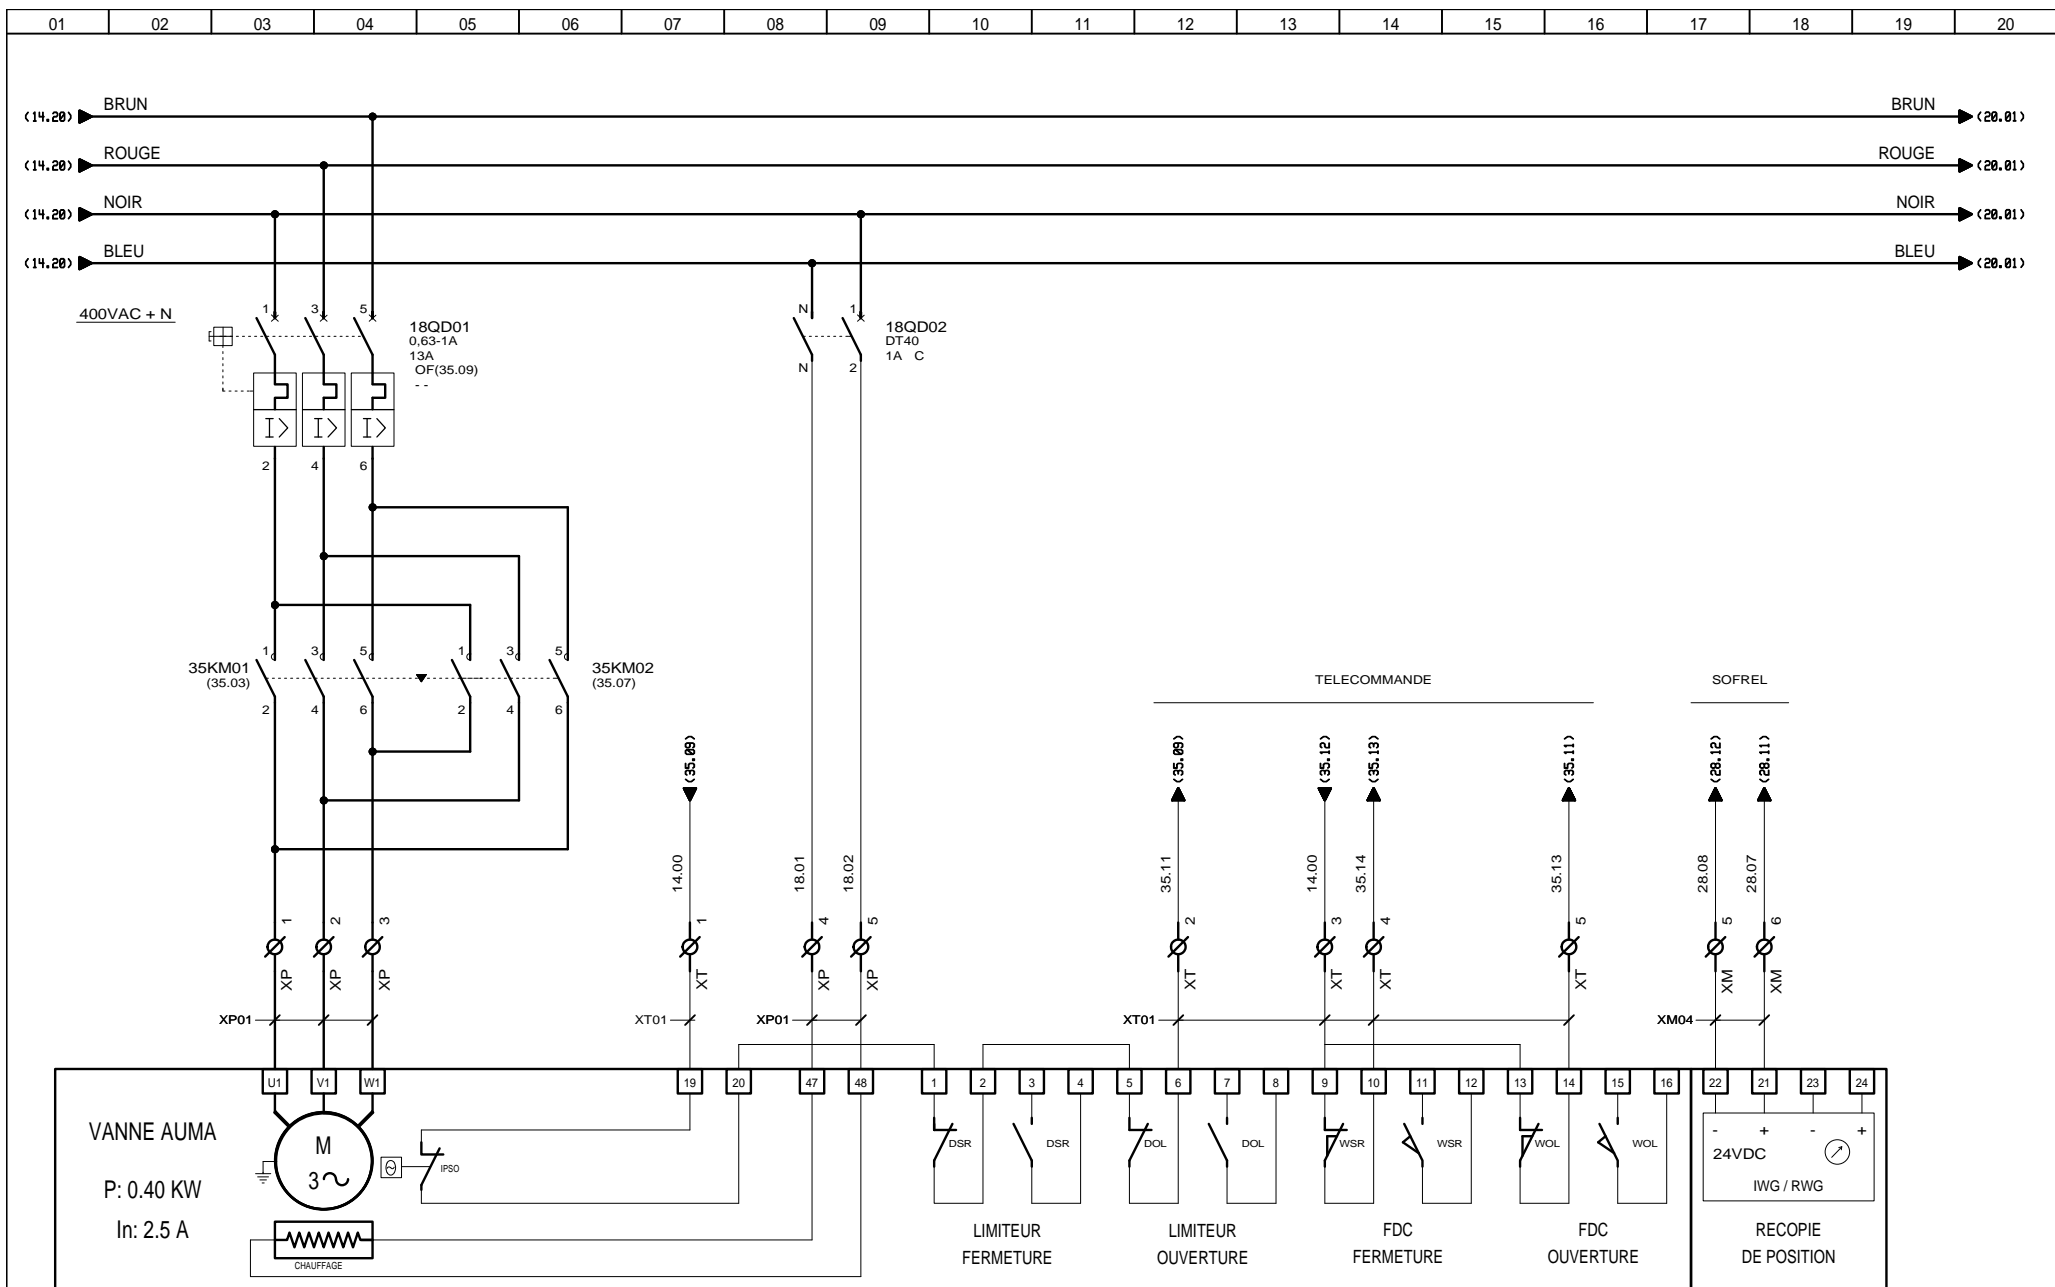 01 02 03 04 05 06 07 08 09 10 11 12 13 14 15 16 17 18 19 20
(14.20) BRUN BRUN (20.01)
(14.20) ROUGE ROUGE (20.01)
(14.20) NOIR NOIR (20.01)
(14.20) BLEU BLEU (20.01)
400VAC + N
1 3 5
18QD01
0,63-1A
13A
OF(35.09)
- -
I> I> I>
2 4 6
N 1
18QD02
DT40
1A C
N 2
35KM01
(35.03)
1 3 5 1 3 5
35KM02
(35.07)
2 4 6 2 4 6
TELECOMMANDE SOFREL
(35.09) (35.09) (35.12) (35.13) (35.11) (28.12) (28.11)
14.00 18.01 18.02 35.11 14.00 35.14 35.13 28.08 28.07
1 2 3 1 4 5 2 3 4 5 5 6
XP XP XP XT XP XP XT XT XT XT XM XM
XP01 XT01 XP01 XT01 XM04
U1 V1 W1 19 20 47 48 1 2 3 4 5 6 7 8 9 10 11 12 13 14 15 16 22 21 23 24
VANNE AUMA
P: 0.40 KW
In: 2.5 A
M
3
IPSO
CHAUFFAGE
DSR DSR DOL DOL WSR WSR WOL WOL
- + - +
24VDC
IWG / RWG
LIMITEUR
FERMETURE
LIMITEUR
OUVERTURE
FDC
FERMETURE
FDC
OUVERTURE
RECOPIE
DE POSITION